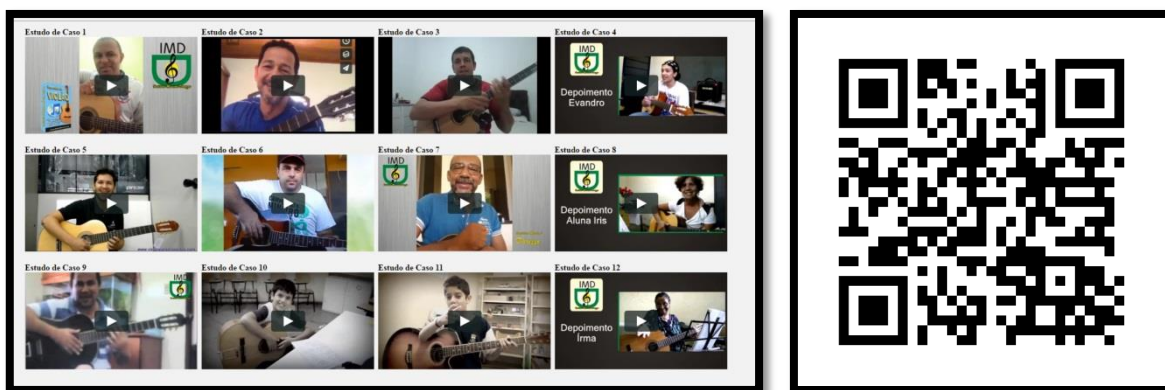 Estudo de Caso 1
Estudo de Caso 2
Estudo de Caso 3
Estudo de Caso 4
IMD
IMD
Depoimento
Evandro
Estudo de Caso 5
Estudo de Caso 6
Estudo de Caso 7
Estudo de Caso 8
IMD
IMD
Depoimento
Aluna Iris
Estudo de Caso 9
Estudo de Caso 10
Estudo de Caso 11
Estudo de Caso 12
IMD
IMD
Depoimento
Irma